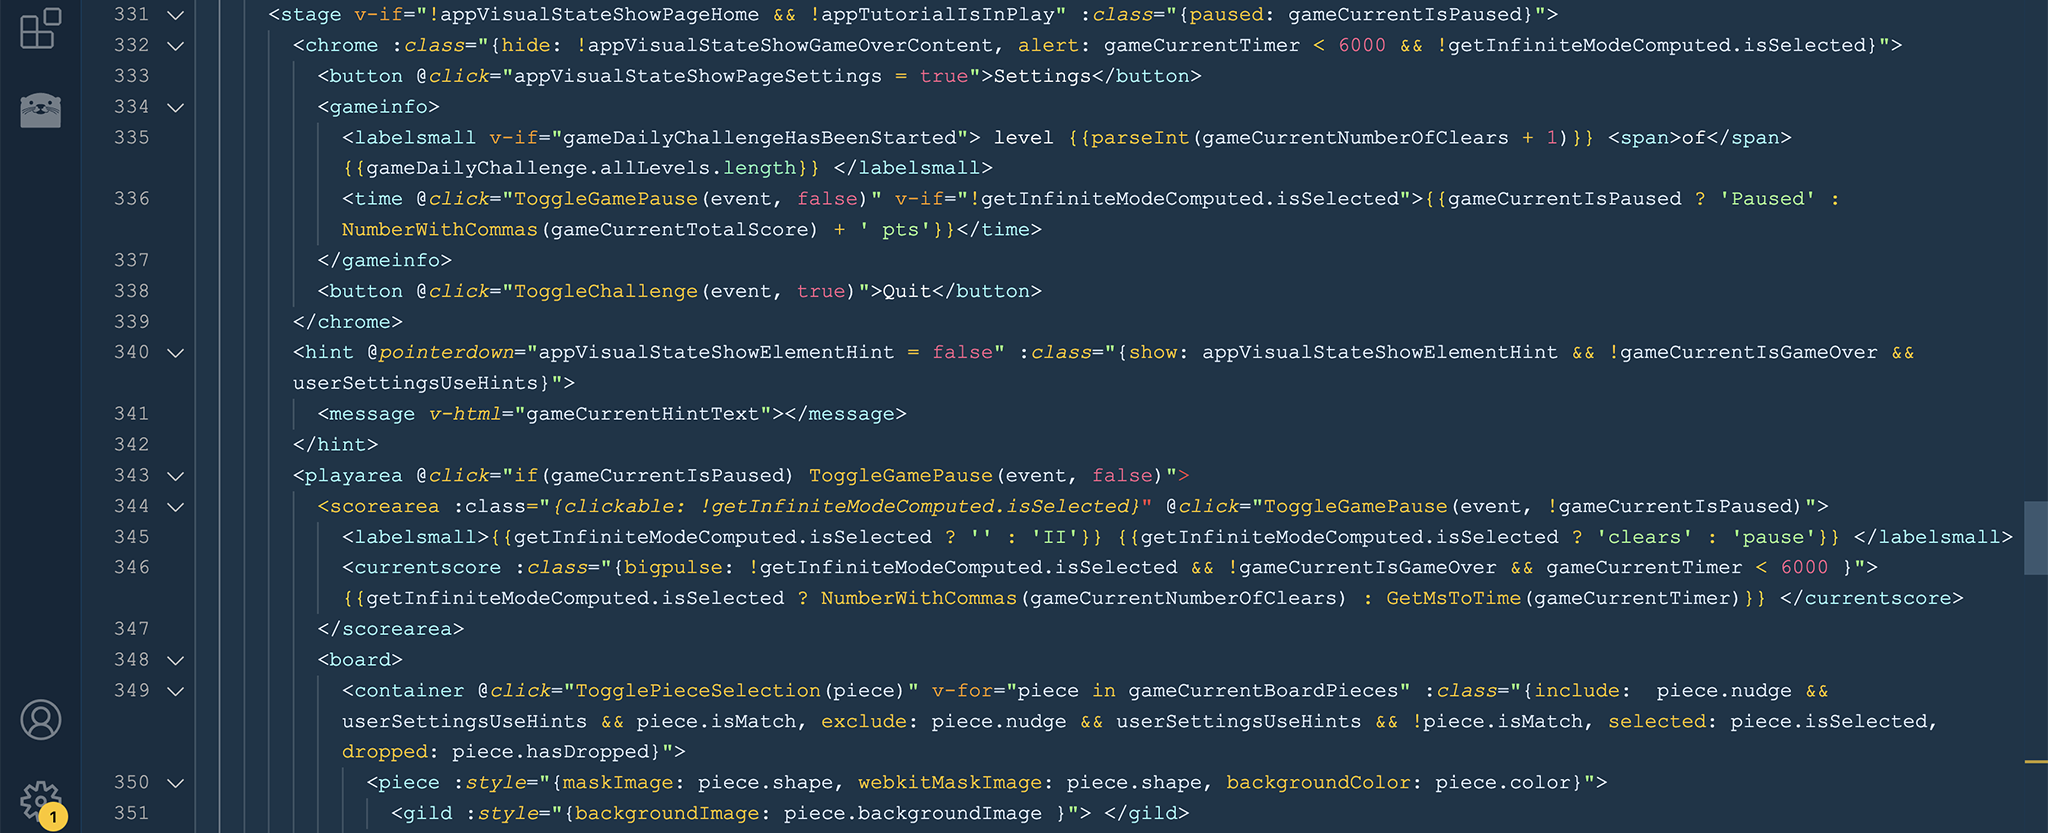 331 <stage v-if="!appVisualStateShowPageHome && !appTutorialIsInPlay" :class="{paused: gameCurrentIsPaused}">
332 <chrome :class="{hide: !appVisualStateShowGameOverContent, alert: gameCurrentTimer < 6000 && !getInfiniteModeComputed.isSelected}">
333 <button @click="appVisualStateShowPageSettings = true">Settings</button>
334 <gameinfo>
335 <labelsmall v-if="gameDailyChallengeHasBeenStarted"> level {{parseInt(gameCurrentNumberOfClears + 1)}} <span>of</span>
{{gameDailyChallenge.allLevels.length}} </labelsmall>
336 <time @click="ToggleGamePause(event, false)" v-if="!getInfiniteModeComputed.isSelected">{{gameCurrentIsPaused ? 'Paused' :
NumberWithCommas(gameCurrentTotalScore) + ' pts'}}</time>
337 </gameinfo>
338 <button @click="ToggleChallenge(event, true)">Quit</button>
339 </chrome>
340 <hint @pointerdown="appVisualStateShowElementHint = false" :class="{show: appVisualStateShowElementHint && !gameCurrentIsGameOver &&
userSettingsUseHints}">
341 <message v-html="gameCurrentHintText"></message>
342 </hint>
343 <playarea @click="if(gameCurrentIsPaused) ToggleGamePause(event, false)">
344 <scorearea :class="{clickable: !getInfiniteModeComputed.isSelected}" @click="ToggleGamePause(event, !gameCurrentIsPaused)">
345 <labelsmall>{{getInfiniteModeComputed.isSelected ? '' : 'II'}} {{getInfiniteModeComputed.isSelected ? 'clears' : 'pause'}} </labelsmall>
346 <currentscore :class="{bigpulse: !getInfiniteModeComputed.isSelected && !gameCurrentIsGameOver && gameCurrentTimer < 6000 }">
{{getInfiniteModeComputed.isSelected ? NumberWithCommas(gameCurrentNumberOfClears) : GetMsToTime(gameCurrentTimer)}} </currentscore>
347 </scorearea>
348 <board>
349 <container @click="TogglePieceSelection(piece)" v-for="piece in gameCurrentBoardPieces" :class="{include:  piece.nudge &&
userSettingsUseHints && piece.isMatch, exclude: piece.nudge && userSettingsUseHints && !piece.isMatch, selected: piece.isSelected,
dropped: piece.hasDropped}">
350 <piece :style="{maskImage: piece.shape, webkitMaskImage: piece.shape, backgroundColor: piece.color}">
351 <gild :style="{backgroundImage: piece.backgroundImage }"> </gild>
1